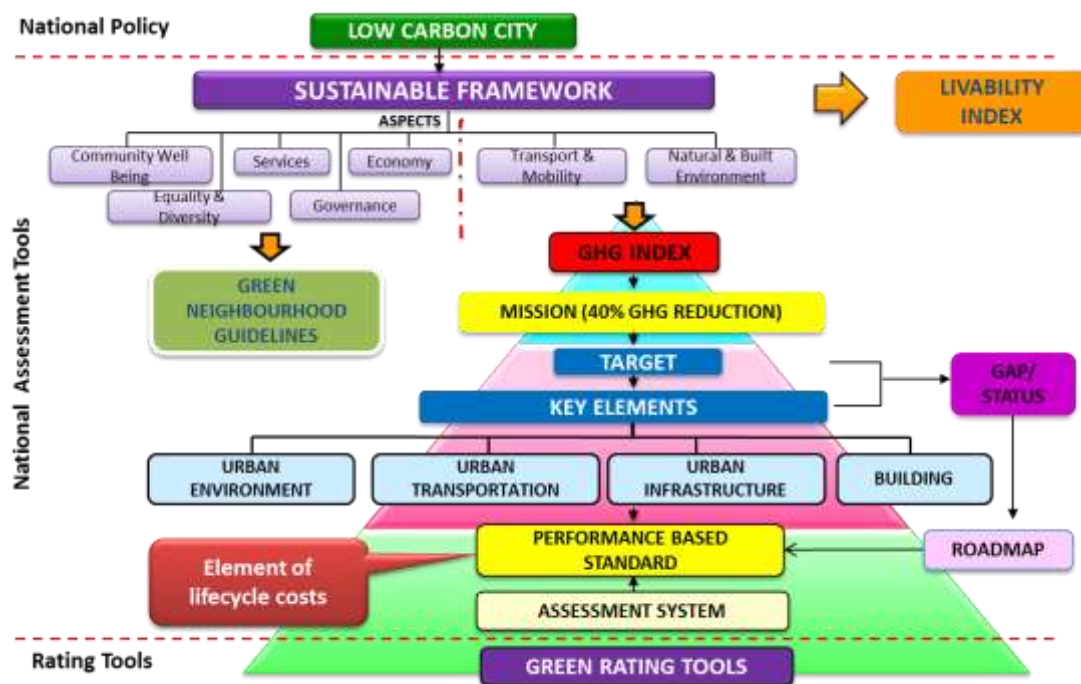 National Policy
LOW CARBON CITY
SUSTAINABLE FRAMEWORK
LIVABILITY
INDEX
ASPECTS
Community Well
Being
Services
Economy
Transport &
Mobility
Natural & Built
Environment
Equality &
Diversity
Governance
National Assessment Tools
GHG INDEX
GREEN
NEIGHBOURHOOD
GUIDELINES
MISSION (40% GHG REDUCTION)
TARGET
GAP/
STATUS
KEY ELEMENTS
URBAN
ENVIRONMENT
URBAN
TRANSPORTATION
URBAN
INFRASTRUCTURE
BUILDING
PERFORMANCE BASED
STANDARD
ROADMAP
Element of
lifecycle costs
ASSESSMENT SYSTEM
Rating Tools
GREEN RATING TOOLS